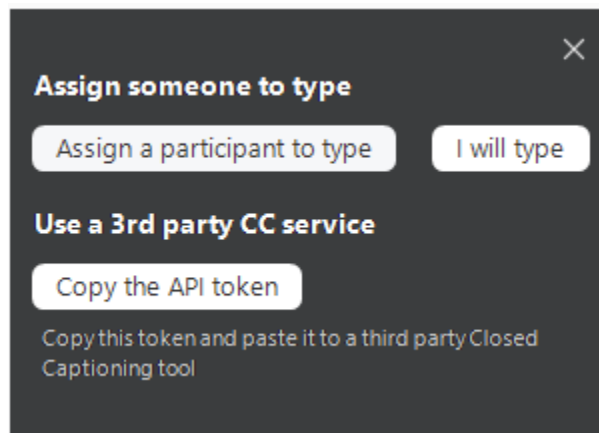 Assign someone to type
Assign a participant to type
I will type
Use a 3rd party CC service
Copy the API token
Copy this token and paste it to a third party Closed
Captioning tool